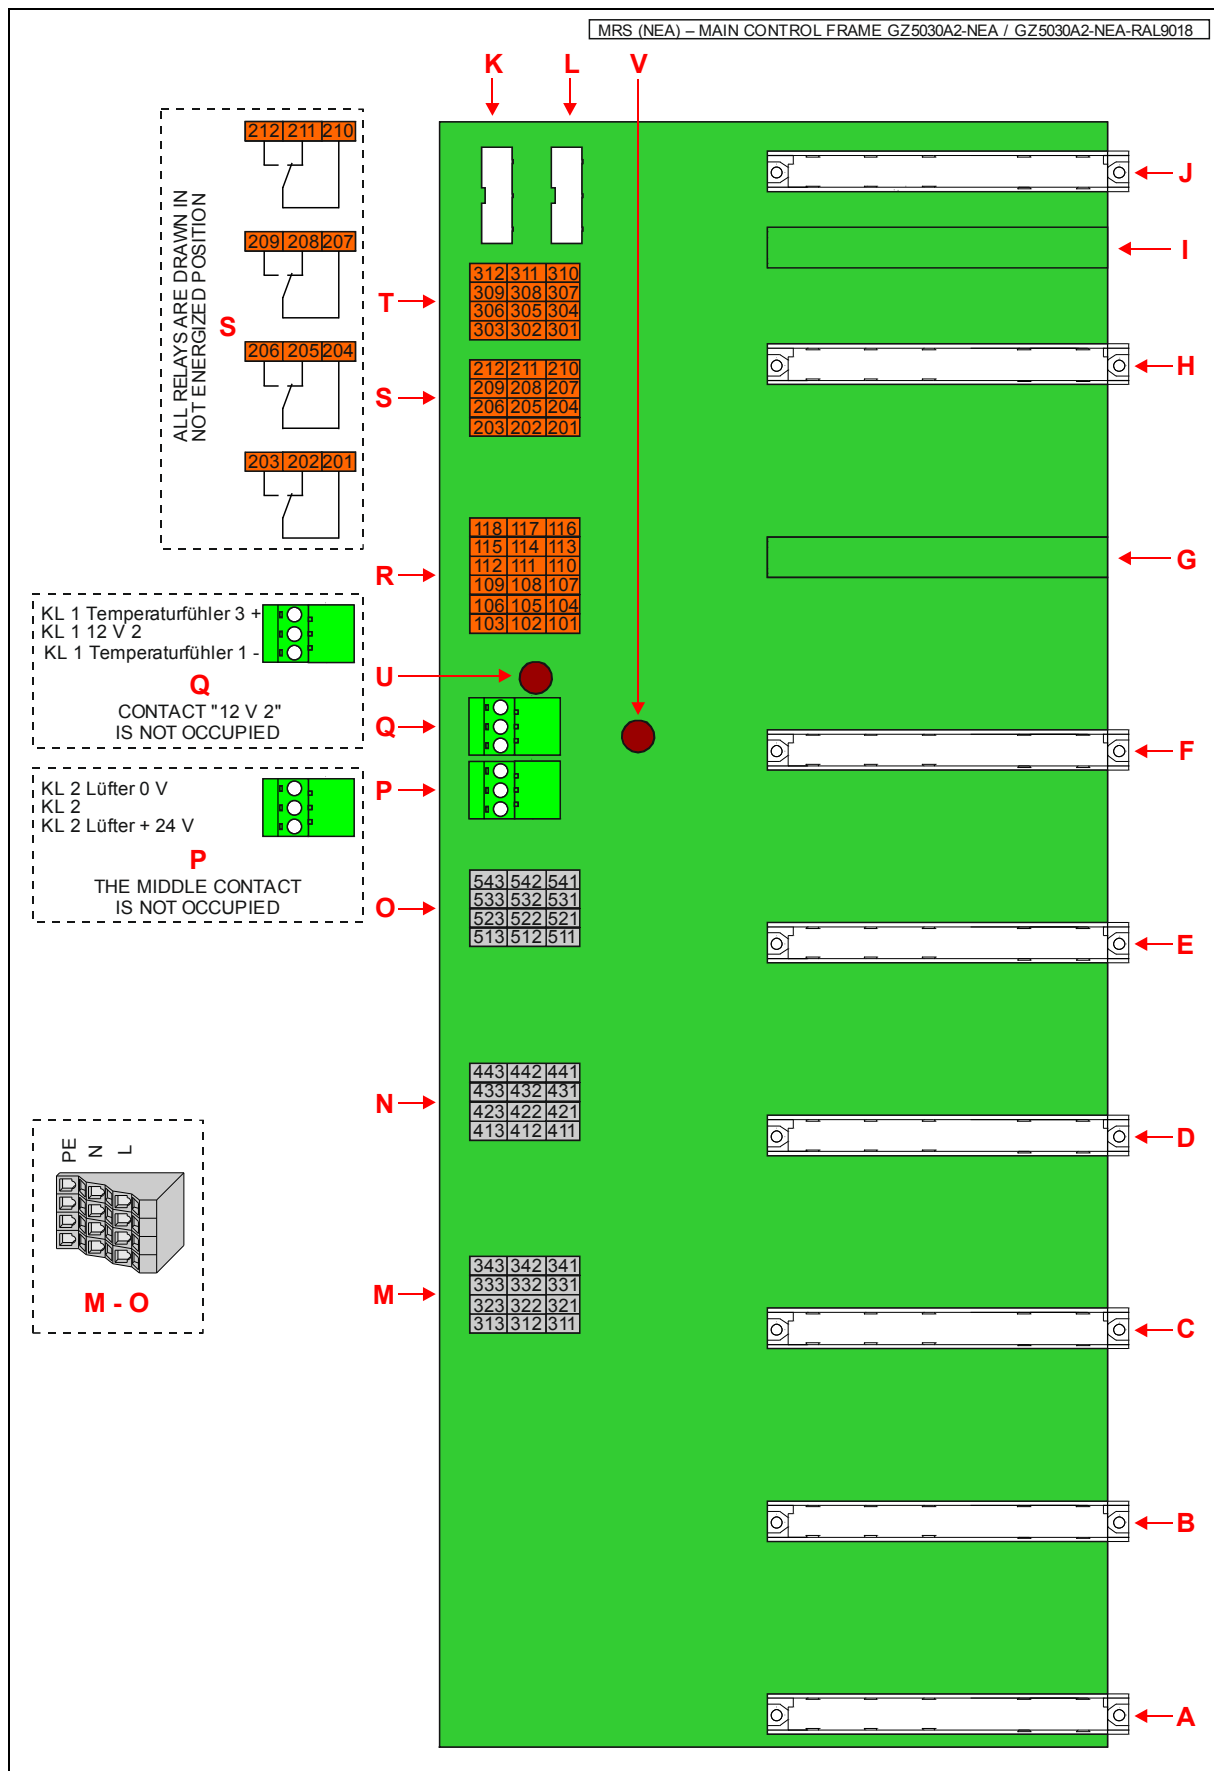 MRS (NEA) – MAIN CONTROL FRAME GZ5030A2-NEA / GZ5030A2-NEA-RAL9018
K L V
212 211 210
209 208 207
206 205 204
203 202 201
ALL RELAYS ARE DRAWN IN
NOT ENERGIZED POSITION
S
J
I
T
312 311 310
309 308 307
306 305 304
303 302 301
H
S
212 211 210
209 208 207
206 205 204
203 202 201
R
118 117 116
115 114 113
112 111 110
109 108 107
106 105 104
103 102 101
G
KL 1 Temperaturfühler 3 +
KL 1 12 V 2
KL 1 Temperaturfühler 1 -
Q
CONTACT "12 V 2"
IS NOT OCCUPIED
U
Q
F
P
KL 2 Lüfter 0 V
KL 2
KL 2 Lüfter + 24 V
P
THE MIDDLE CONTACT
IS NOT OCCUPIED
O
543 542 541
533 532 531
523 522 521
513 512 511
E
N
443 442 441
433 432 431
423 422 421
413 412 411
D
PE N L
M - O
M
343 342 341
333 332 331
323 322 321
313 312 311
C
B
A